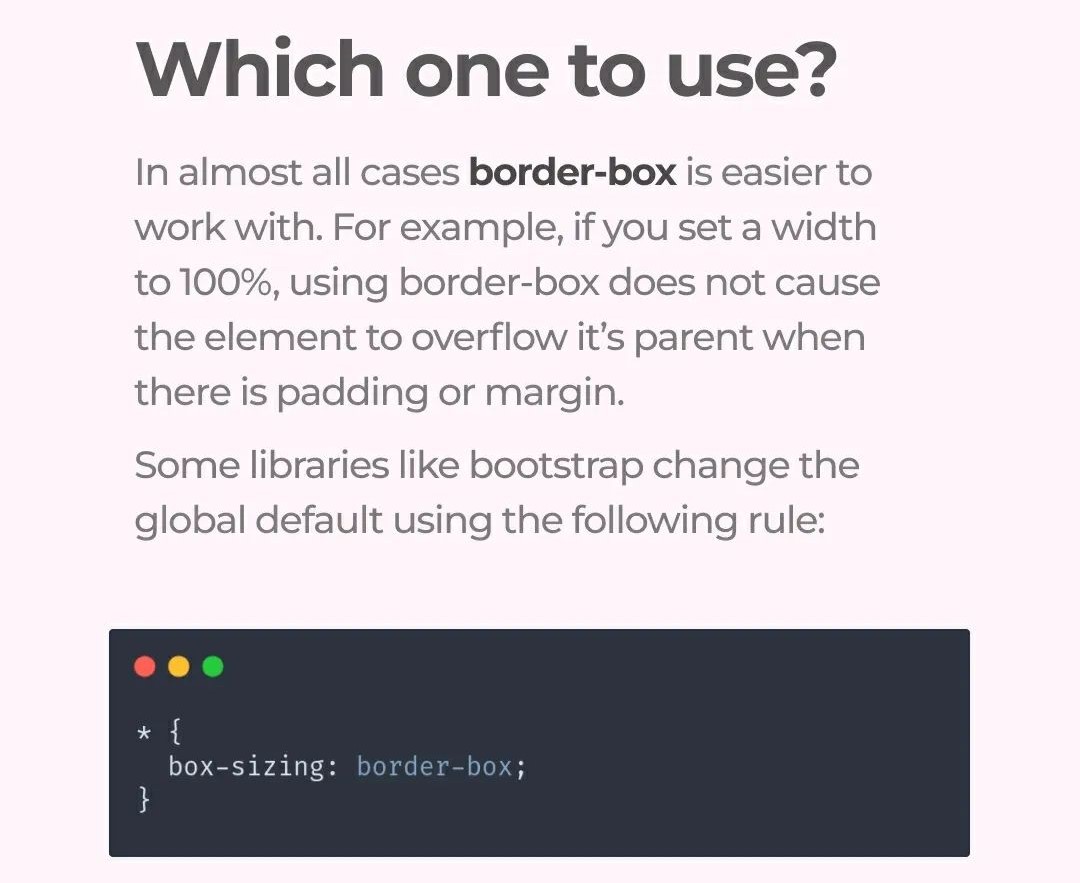 Which one to use?
In almost all cases border-box is easier to
work with. For example, if you set a width
to 100%, using border-box does not cause
the element to overflow it’s parent when
there is padding or margin.
Some libraries like bootstrap change the
global default using the following rule:
* {
  box-sizing: border-box;
}